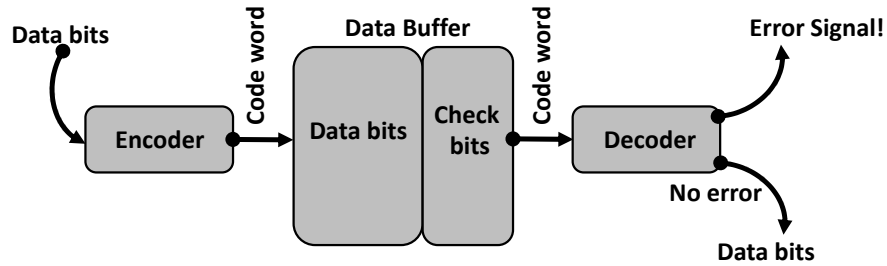 Data bits
Encoder
Code word
Data Buffer
Data bits
Check
bits
Code word
Decoder
Error Signal!
No error
Data bits